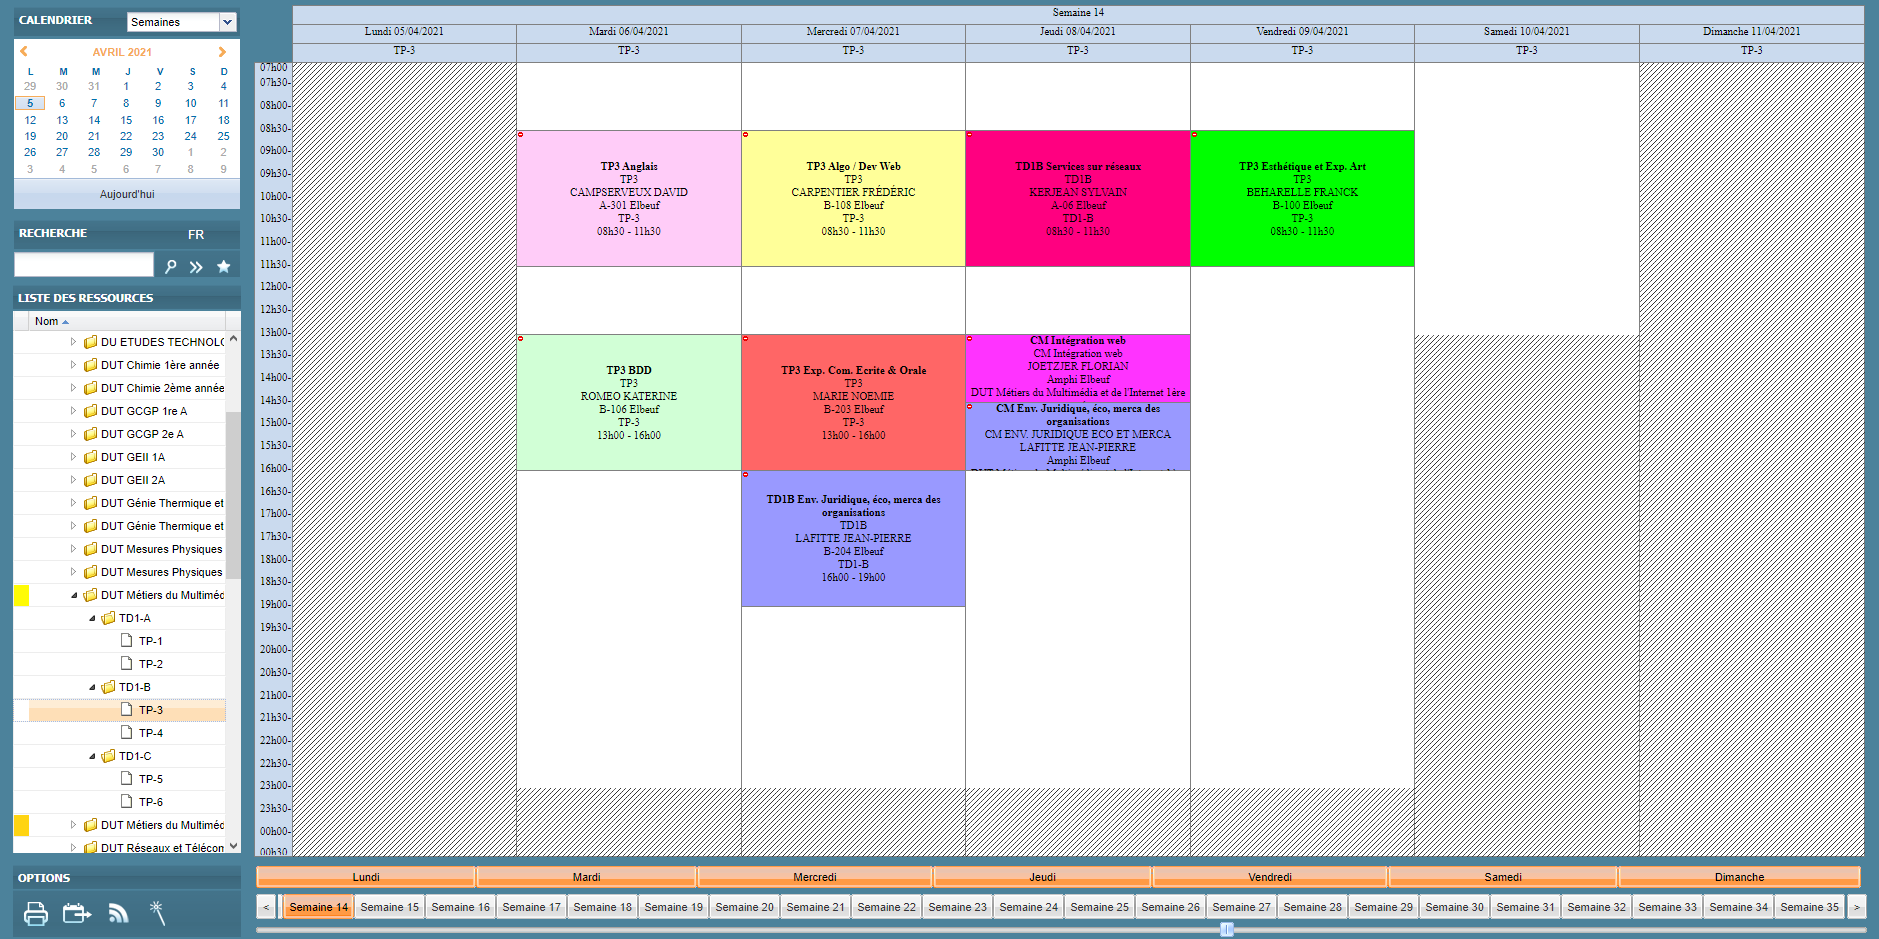 CALENDRIER
Semaines
AVRIL 2021
L M M J V S D
29 30 31 1 2 3 4
5 6 7 8 9 10 11
12 13 14 15 16 17 18
19 20 21 22 23 24 25
26 27 28 29 30 1 2
3 4 5 6 7 8 9
Aujourd'hui
RECHERCHE FR
LISTE DES RESSOURCES
Nom
DU ETUDES TECHNOLO
DUT Chimie 1ère année
DUT Chimie 2ème année
DUT GCGP 1re A
DUT GCGP 2e A
DUT GEII 1A
DUT GEII 2A
DUT Génie Thermique et
DUT Génie Thermique et
DUT Mesures Physiques
DUT Mesures Physiques
DUT Métiers du Multiméd
TD1-A
TP-1
TP-2
TD1-B
TP-3
TP-4
TD1-C
TP-5
TP-6
DUT Métiers du Multiméd
DUT Réseaux et Télécom
OPTIONS
Semaine 14
Lundi 05/04/2021 Mardi 06/04/2021 Mercredi 07/04/2021 Jeudi 08/04/2021 Vendredi 09/04/2021 Samedi 10/04/2021 Dimanche 11/04/2021
TP-3 TP-3 TP-3 TP-3 TP-3 TP-3 TP-3
07h00
07h30-
08h00-
08h30-
09h00-
09h30-
10h00-
10h30-
11h00-
11h30-
12h00-
12h30-
13h00-
13h30-
14h00-
14h30-
15h00-
15h30-
16h00-
16h30-
17h00-
17h30-
18h00-
18h30-
19h00-
19h30-
20h00-
20h30-
21h00-
21h30-
22h00-
22h30-
23h00-
23h30-
00h00-
00h30
TP3 Anglais
TP3
CAMPSERVEUX DAVID
A-301 Elbeuf
TP-3
08h30 - 11h30
TP3 Algo / Dev Web
TP3
CARPENTIER FRÉDÉRIC
B-108 Elbeuf
TP-3
08h30 - 11h30
TD1B Services sur réseaux
TD1B
KERJEAN SYLVAIN
A-06 Elbeuf
TD1-B
08h30 - 11h30
TP3 Esthétique et Exp. Art
TP3
BEHARELLE FRANCK
B-100 Elbeuf
TP-3
08h30 - 11h30
TP3 BDD
TP3
ROMEO KATERINE
B-106 Elbeuf
TP-3
13h00 - 16h00
TP3 Exp. Com. Ecrite & Orale
TP3
MARIE NOEMIE
B-203 Elbeuf
TP-3
13h00 - 16h00
CM Intégration web
CM Intégration web
JOETZJER FLORIAN
Amphi Elbeuf
DUT Métiers du Multimédia et de l'Internet 1ère
CM Env. Juridique, éco, merca des
organisations
CM ENV. JURIDIQUE ECO ET MERCA
LAFITTE JEAN-PIERRE
Amphi Elbeuf
TD1B Env. Juridique, éco, merca des
organisations
TD1B
LAFITTE JEAN-PIERRE
B-204 Elbeuf
TD1-B
16h00 - 19h00
Lundi Mardi Mercredi Jeudi Vendredi Samedi Dimanche
< Semaine 14 Semaine 15 Semaine 16 Semaine 17 Semaine 18 Semaine 19 Semaine 20 Semaine 21 Semaine 22 Semaine 23 Semaine 24 Semaine 25 Semaine 26 Semaine 27 Semaine 28 Semaine 29 Semaine 30 Semaine 31 Semaine 32 Semaine 33 Semaine 34 Semaine 35 >